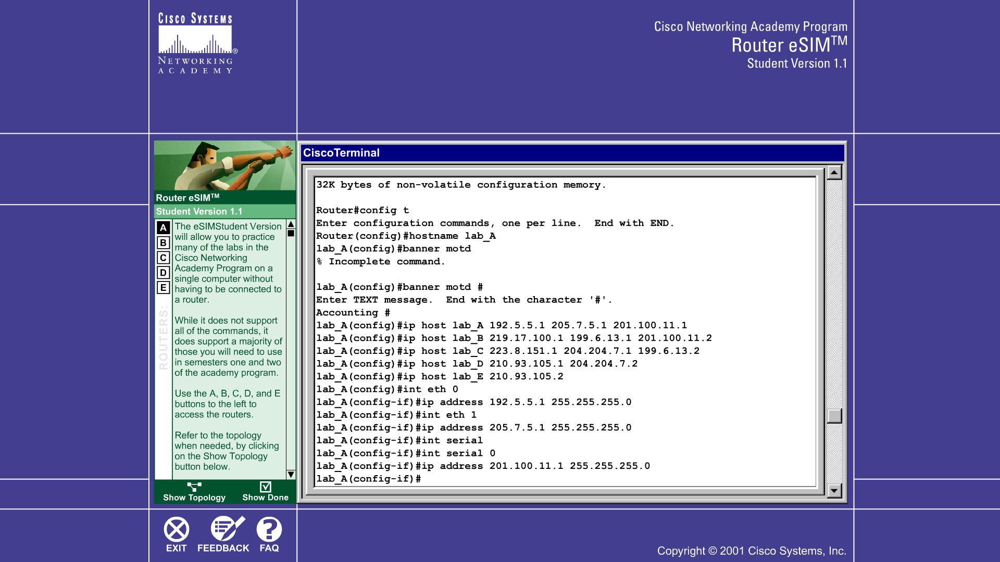 CISCO SYSTEMS
®
NETWORKING
ACADEMY
Cisco Networking Academy Program
Router eSIM™
Student Version 1.1
Router eSIM™
Student Version 1.1
A
B
C
D
E
ROUTERS:
The eSIMStudent Version
will allow you to practice
many of the labs in the
Cisco Networking
Academy Program on a
single computer without
having to be connected to
a router.
While it does not support
all of the commands, it
does support a majority of
those you will need to use
in semesters one and two
of the academy program.
Use the A, B, C, D, and E
buttons to the left to
access the routers.
Refer to the topology
when needed, by clicking
on the Show Topology
button below.
Show Topology
Show Done
CiscoTerminal
32K bytes of non-volatile configuration memory.
Router#config t
Enter configuration commands, one per line.  End with END.
Router(config)#hostname lab_A
lab_A(config)#banner motd
% Incomplete command.
lab_A(config)#banner motd #
Enter TEXT message.  End with the character '#'.
Accounting #
lab_A(config)#ip host lab_A 192.5.5.1 205.7.5.1 201.100.11.1
lab_A(config)#ip host lab_B 219.17.100.1 199.6.13.1 201.100.11.2
lab_A(config)#ip host lab_C 223.8.151.1 204.204.7.1 199.6.13.2
lab_A(config)#ip host lab_D 210.93.105.1 204.204.7.2
lab_A(config)#ip host lab_E 210.93.105.2
lab_A(config)#int eth 0
lab_A(config-if)#ip address 192.5.5.1 255.255.255.0
lab_A(config-if)#int eth 1
lab_A(config-if)#ip address 205.7.5.1 255.255.255.0
lab_A(config-if)#int serial
lab_A(config-if)#int serial 0
lab_A(config-if)#ip address 201.100.11.1 255.255.255.0
lab_A(config-if)#
EXIT
FEEDBACK
?
FAQ
Copyright © 2001 Cisco Systems, Inc.